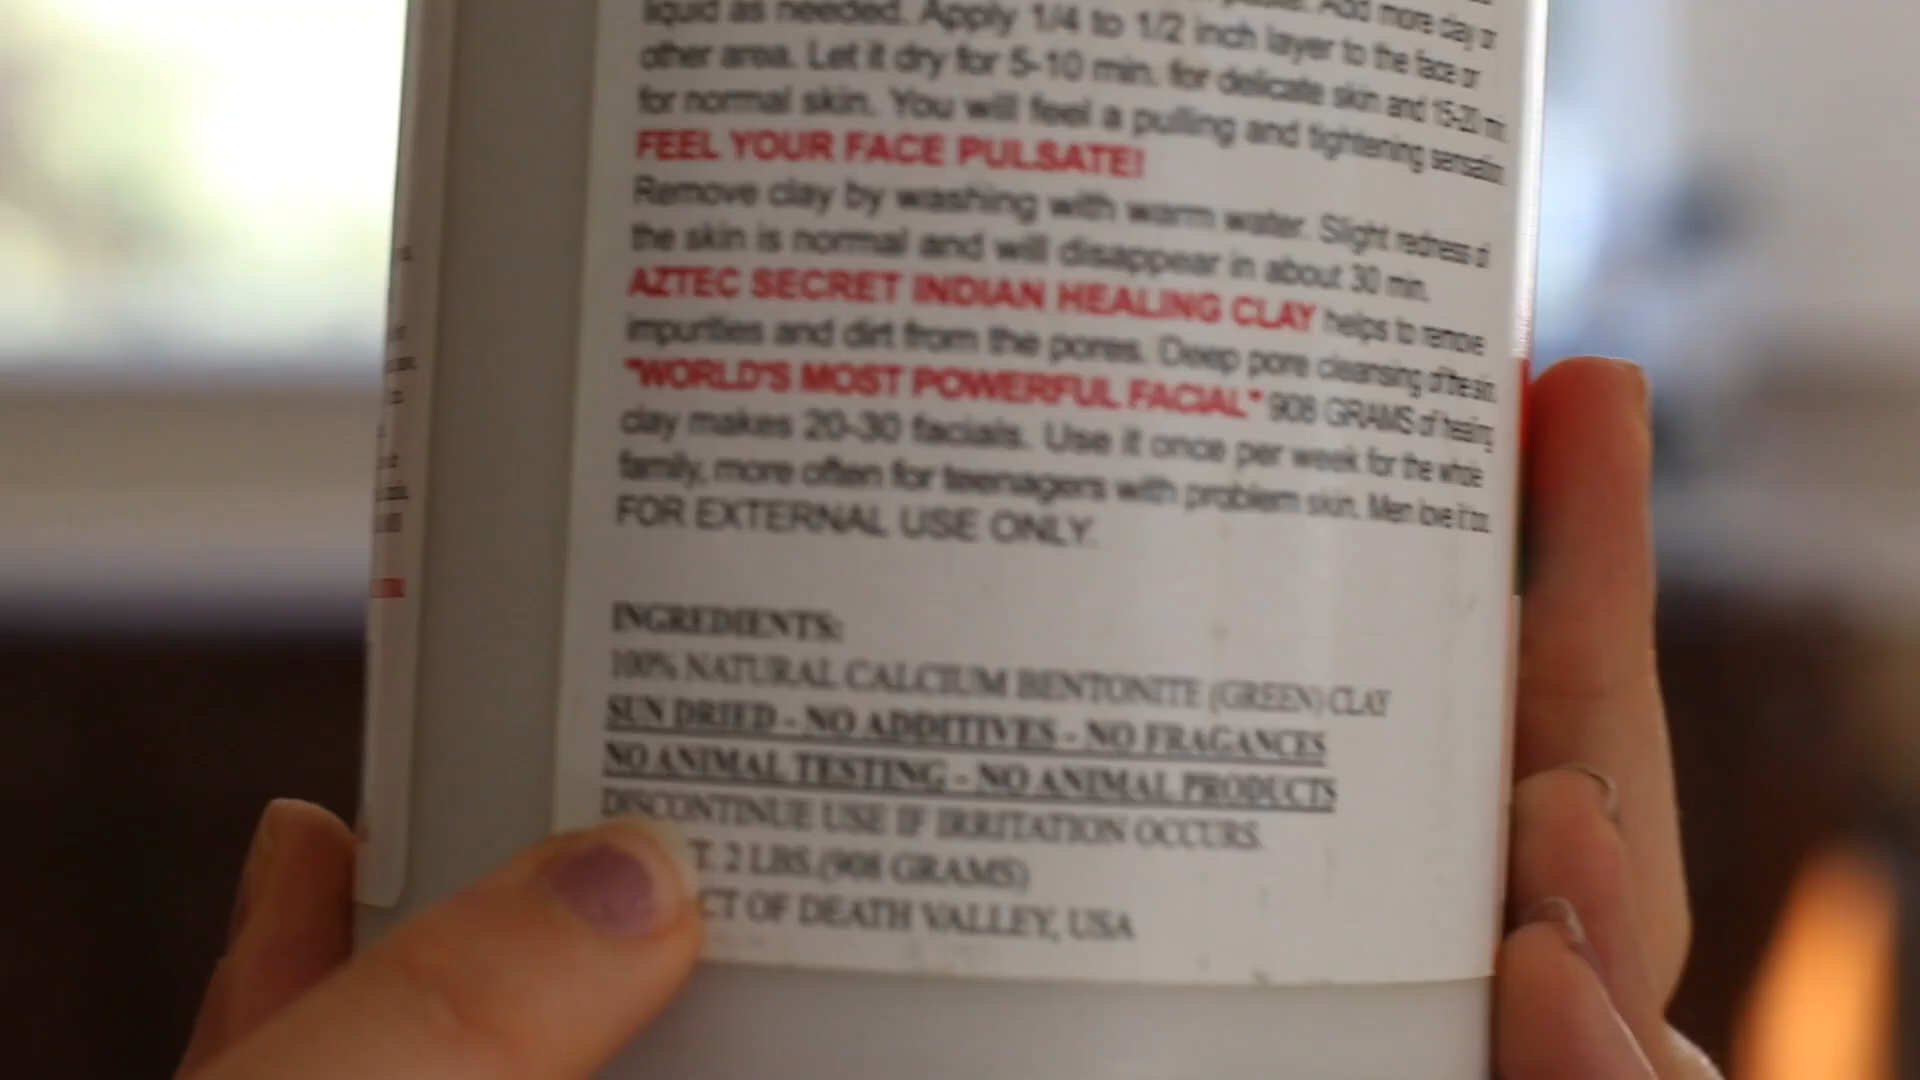 Add more clay or
liquid as needed. Apply 1/4 to 1/2 inch layer to the face or
other area. Let it dry for 5-10 min. for delicate skin and 15-20 min.
for normal skin. You will feel a pulling and tightening sensation.
FEEL YOUR FACE PULSATE!
Remove clay by washing with warm water. Slight redness of
the skin is normal and will disappear in about 30 min.
AZTEC SECRET INDIAN HEALING CLAY helps to remove
impurities and dirt from the pores. Deep pore cleansing of the skin.
"WORLD'S MOST POWERFUL FACIAL" 908 GRAMS of healing
clay makes 20-30 facials. Use it once per week for the whole
family, more often for teenagers with problem skin. Men love it too.
FOR EXTERNAL USE ONLY.
INGREDIENTS:
100% NATURAL CALCIUM BENTONITE (GREEN) CLAY
SUN DRIED - NO ADDITIVES - NO FRAGANCES
NO ANIMAL TESTING - NO ANIMAL PRODUCTS
DISCONTINUE USE IF IRRITATION OCCURS.
T. 2 LBS.(908 GRAMS)
CT OF DEATH VALLEY, USA